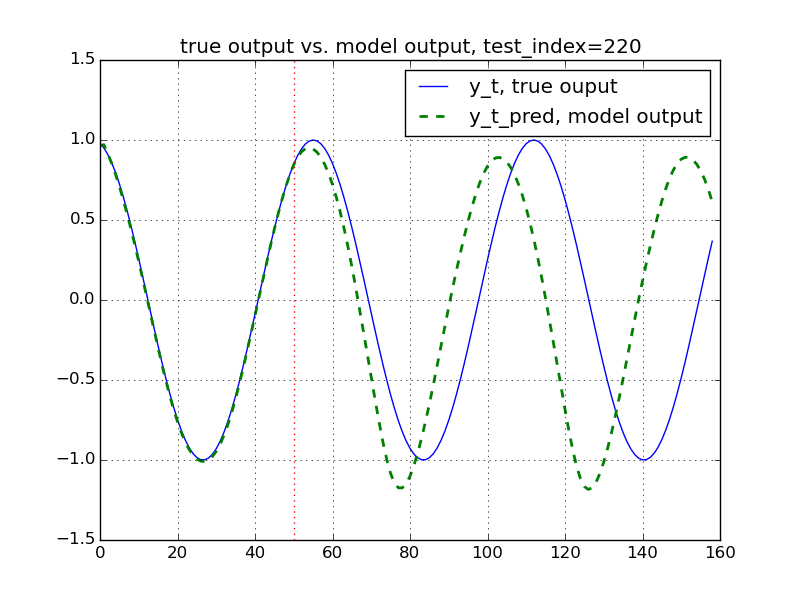 true output vs. model output, test_index=220
y_t, true ouput
y_t_pred, model output
1.5
1.0
0.5
0.0
−0.5
−1.0
−1.5
0 20 40 60 80 100 120 140 160